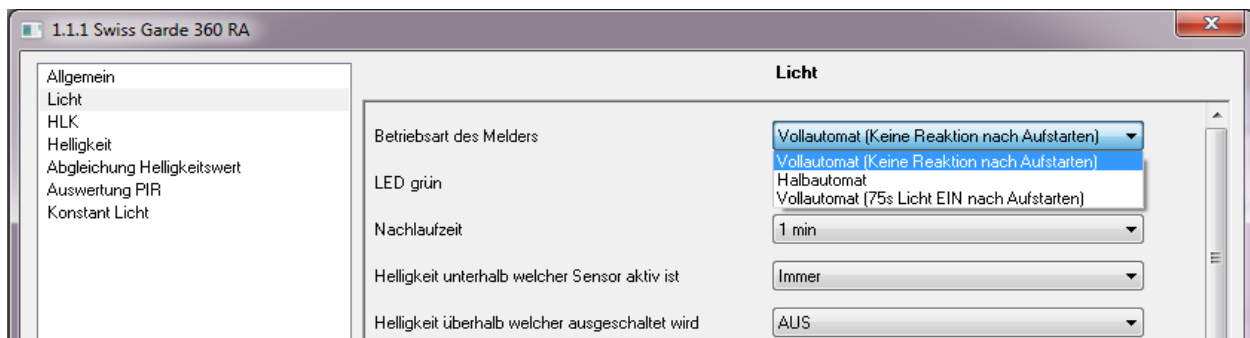 1.1.1 Swiss Garde 360 RA
Allgemein
Licht
HLK
Helligkeit
Abgleichung Helligkeitswert
Auswertung PIR
Konstant Licht
Licht
Betriebsart des Melders
Vollautomat (Keine Reaktion nach Aufstarten)
Vollautomat (Keine Reaktion nach Aufstarten)
Halbautomat
Vollautomat (75s Licht EIN nach Aufstarten)
LED grün
Nachlaufzeit
1 min
Helligkeit unterhalb welcher Sensor aktiv ist
Immer
Helligkeit überhalb welcher ausgeschaltet wird
AUS